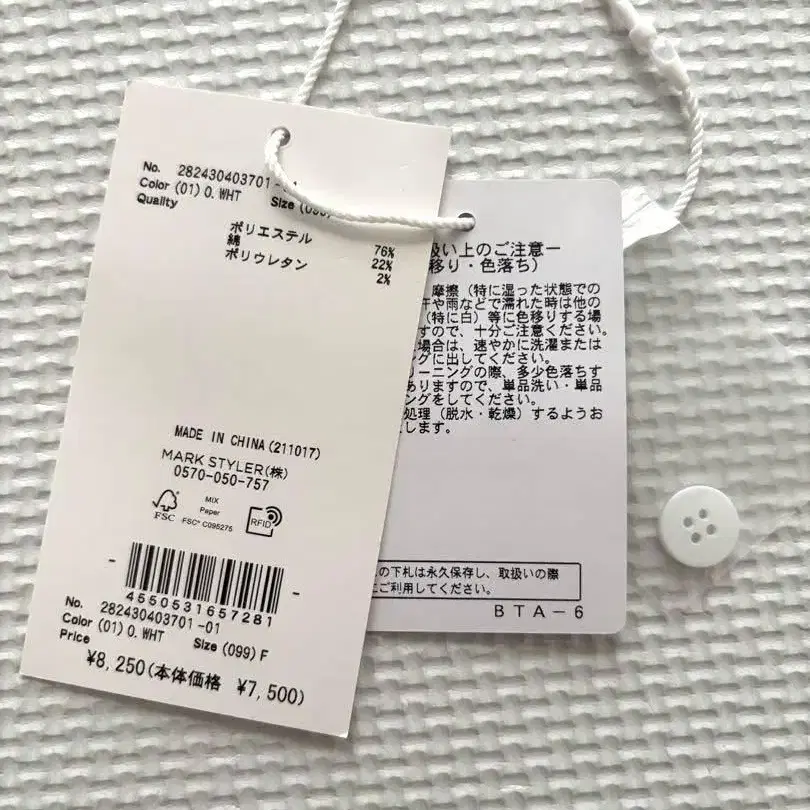 No. 282430403701-01
Color (01) O. WHT Size (099)
Quality
ポリエステル 76%
綿 22%
ポリウレタン 2%
MADE IN CHINA(211017)
MARK STYLER(株)
0570-050-757
FSC
MIX
Paper
FSC® C095275
RFID
4550531657281
No. 282430403701-01
Color (01) O. WHT Size (099) F
Price
¥8,250(本体価格 ¥7,500)
扱い上のご注意ー
移り・色落ち)
摩擦(特に湿った状態での
汗や雨などで濡れた時は他の
(特に白)等に色移りする場
すので、十分ご注意ください。
場合は、速やかに洗濯または
ングに出してください。
リーニングの際、多少色落ちす
ありますので、単品洗い・単品
ングをしてください。
処理(脱水・乾燥)するようお
します。
の下札は永久保存し、取扱いの際
ご利用してください。
BTA-6